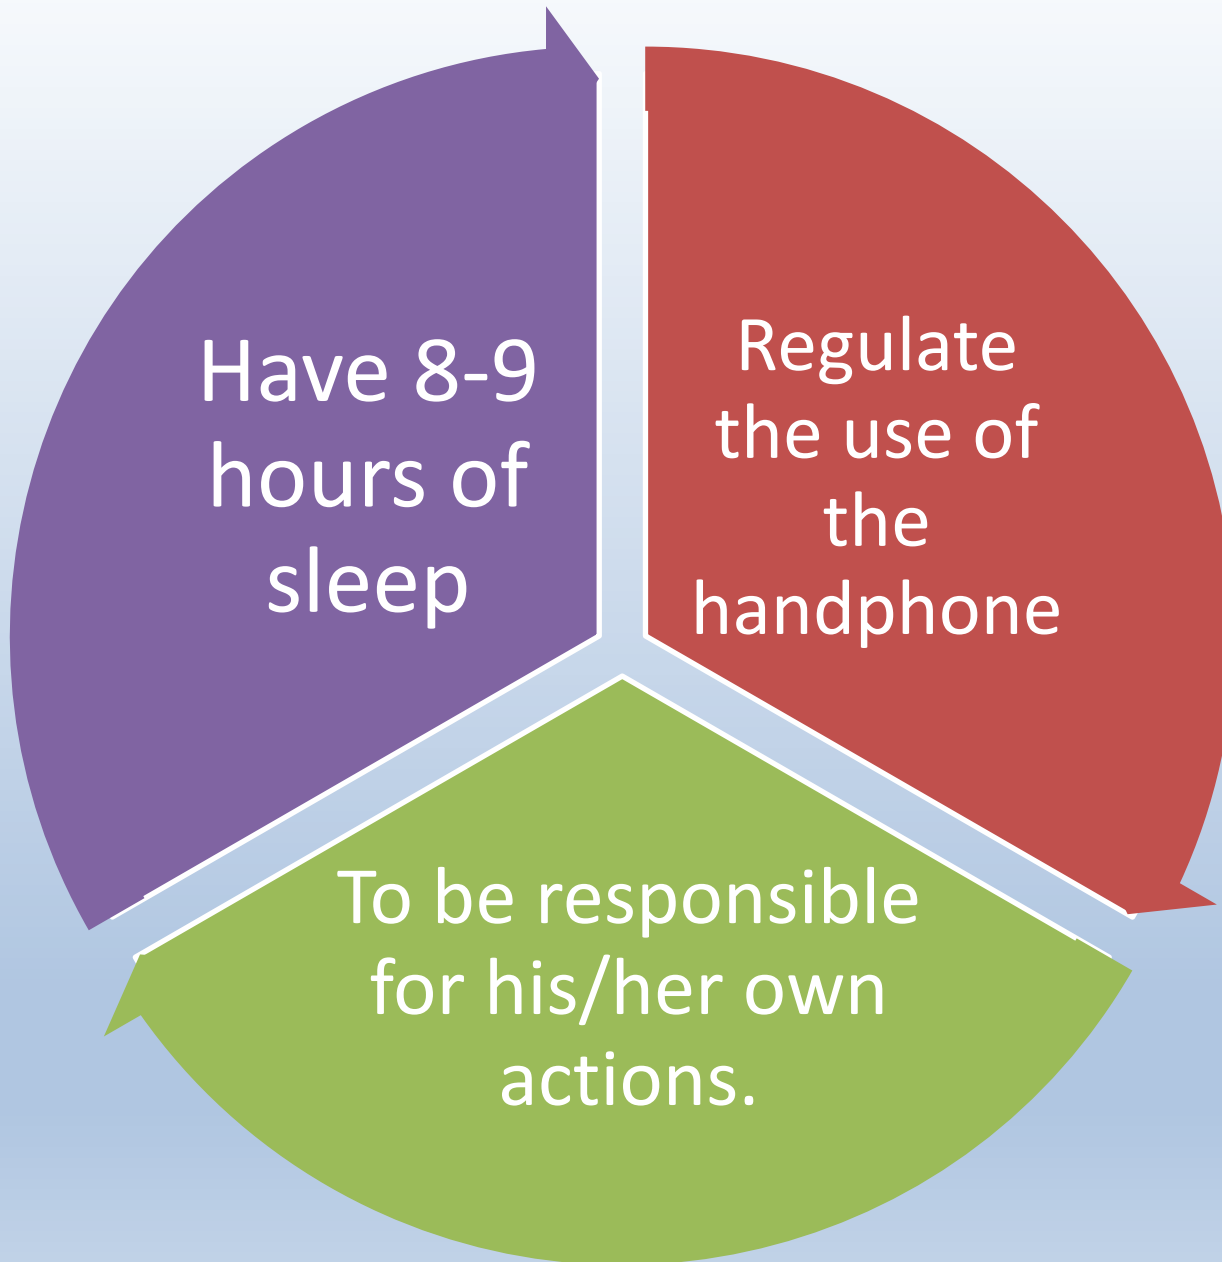 Have 8-9
hours of
sleep
Regulate
the use of
the
handphone
To be responsible
for his/her own
actions.